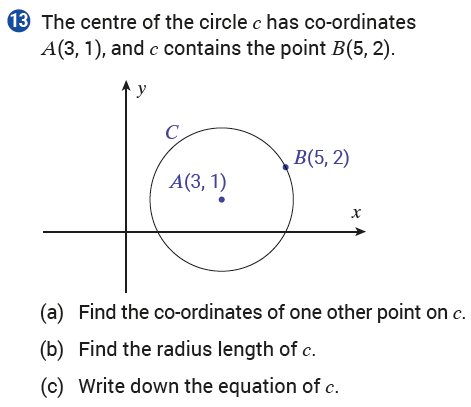 13 The centre of the circle c has co-ordinates
A(3, 1), and c contains the point B(5, 2).
y
C
B(5, 2)
A(3, 1)
x
(a) Find the co-ordinates of one other point on c.
(b) Find the radius length of c.
(c) Write down the equation of c.